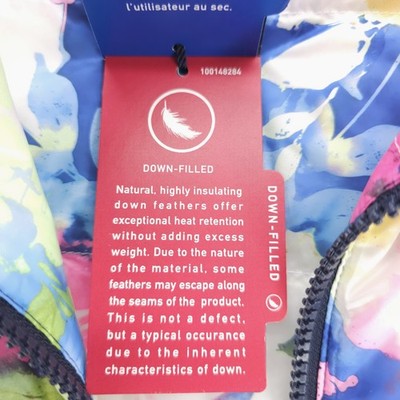 l'utilisateur au sec.
100148284
DOWN-FILLED
Natural, highly insulating
down feathers offer
exceptional heat retention
without adding excess
weight. Due to the nature
of the material, some
feathers may escape along
the seams of the product.
This is not a defect,
but a typical occurance
due to the inherent
characteristics of down.
DOWN-FILLED